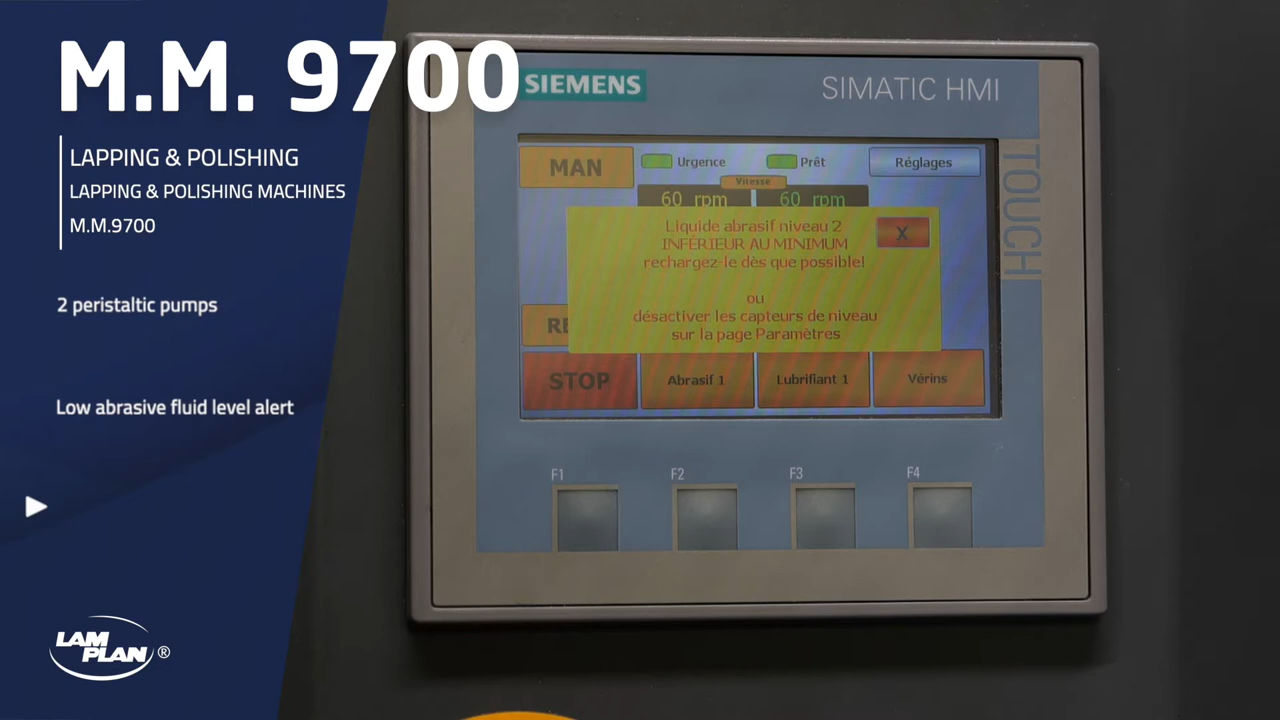 M.M. 9700
LAPPING & POLISHING
LAPPING & POLISHING MACHINES
M.M.9700
2 peristaltic pumps
Low abrasive fluid level alert
LAM
PLAN ®
SIEMENS
SIMATIC HMI
TOUCH
MAN
Urgence
Prêt
Réglages
Vitesse
60 rpm
60 rpm
Liquide abrasif niveau 2
INFÉRIEUR AU MINIMUM
rechargez-le dès que possible!
X
ou
désactiver les capteurs de niveau
sur la page Paramètres
STOP
Abrasif 1
Lubrifiant 1
Vérins
F1
F2
F3
F4